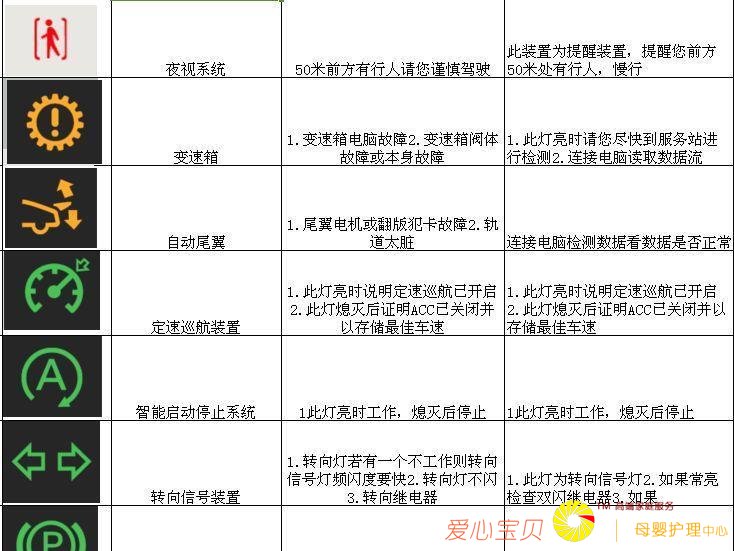 夜视系统
50米前方有行人请您谨慎驾驶
此装置为提醒装置，提醒您前方
50米处有行人，慢行
变速箱
1.变速箱电脑故障2.变速箱阀体
故障或本身故障
1.此灯亮时请您尽快到服务站进
行检测2.连接电脑读取数据流
自动尾翼
1.尾翼电机或翻版犯卡故障2.轨
道太脏
连接电脑检测数据看数据是否正常
定速巡航装置
1.此灯亮时说明定速巡航已开启
2.此灯熄灭后证明ACC已关闭并
以存储最佳车速
1.此灯亮时说明定速巡航已开启
2.此灯熄灭后证明ACC已关闭并以
存储最佳车速
A
智能启动停止系统
1此灯亮时工作，熄灭后停止
1此灯亮时工作，熄灭后停止
转向信号装置
1.转向灯若有一个不工作则转向
信号灯频闪度要快2.转向灯不闪
3.转向继电器
1.此灯为转向信号灯2.如果常亮
检查双闪继电器3.如果
P
爱心宝贝
TM 高端家庭服务
母婴护理中心